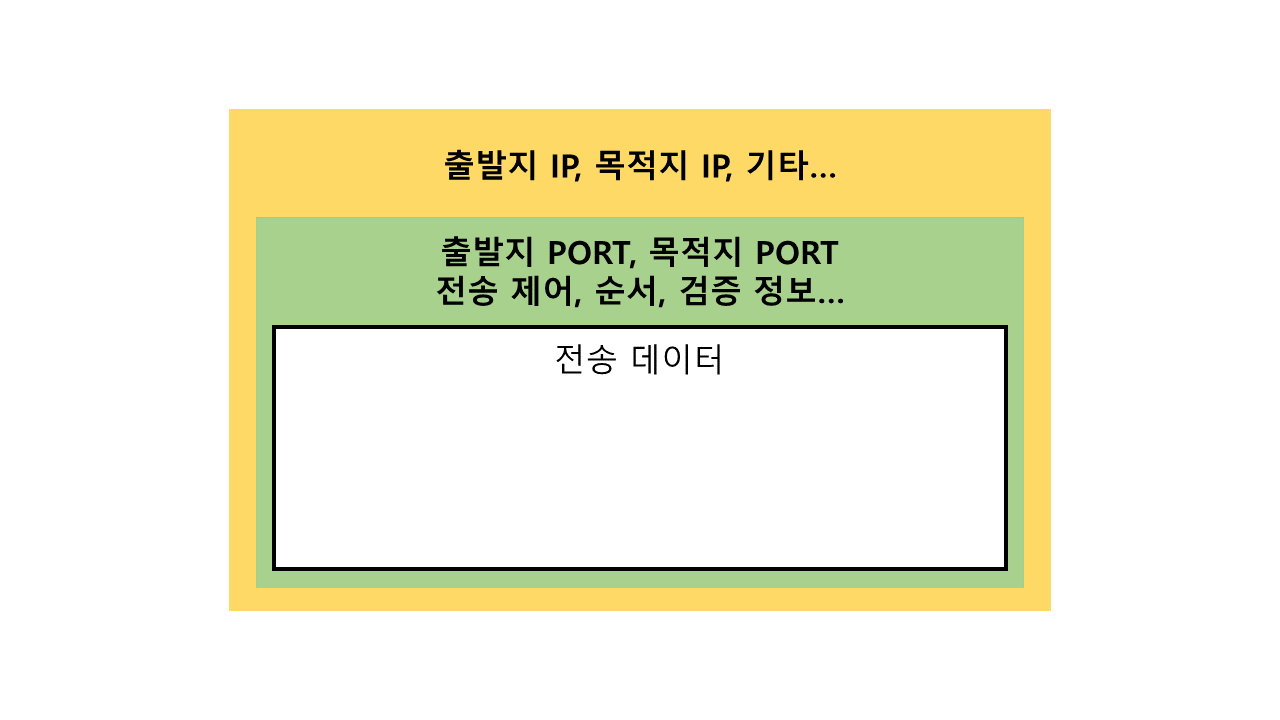 출발지 IP, 목적지 IP, 기타...
출발지 PORT, 목적지 PORT
전송 제어, 순서, 검증 정보...
전송 데이터